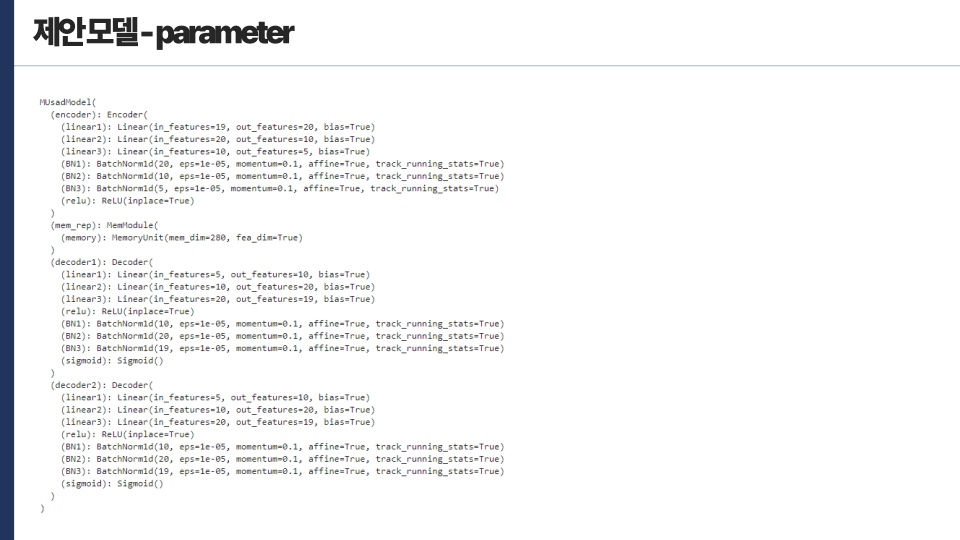 제안 모델 - parameter
MUsadModel(
  (encoder): Encoder(
    (linear1): Linear(in_features=19, out_features=20, bias=True)
    (linear2): Linear(in_features=20, out_features=10, bias=True)
    (linear3): Linear(in_features=10, out_features=5, bias=True)
    (BN1): BatchNorm1d(20, eps=1e-05, momentum=0.1, affine=True, track_running_stats=True)
    (BN2): BatchNorm1d(10, eps=1e-05, momentum=0.1, affine=True, track_running_stats=True)
    (BN3): BatchNorm1d(5, eps=1e-05, momentum=0.1, affine=True, track_running_stats=True)
    (relu): ReLU(inplace=True)
  )
  (mem_rep): MemModule(
    (memory): MemoryUnit(mem_dim=280, fea_dim=True)
  )
  (decoder1): Decoder(
    (linear1): Linear(in_features=5, out_features=10, bias=True)
    (linear2): Linear(in_features=10, out_features=20, bias=True)
    (linear3): Linear(in_features=20, out_features=19, bias=True)
    (relu): ReLU(inplace=True)
    (BN1): BatchNorm1d(10, eps=1e-05, momentum=0.1, affine=True, track_running_stats=True)
    (BN2): BatchNorm1d(20, eps=1e-05, momentum=0.1, affine=True, track_running_stats=True)
    (BN3): BatchNorm1d(19, eps=1e-05, momentum=0.1, affine=True, track_running_stats=True)
    (sigmoid): Sigmoid()
  )
  (decoder2): Decoder(
    (linear1): Linear(in_features=5, out_features=10, bias=True)
    (linear2): Linear(in_features=10, out_features=20, bias=True)
    (linear3): Linear(in_features=20, out_features=19, bias=True)
    (relu): ReLU(inplace=True)
    (BN1): BatchNorm1d(10, eps=1e-05, momentum=0.1, affine=True, track_running_stats=True)
    (BN2): BatchNorm1d(20, eps=1e-05, momentum=0.1, affine=True, track_running_stats=True)
    (BN3): BatchNorm1d(19, eps=1e-05, momentum=0.1, affine=True, track_running_stats=True)
    (sigmoid): Sigmoid()
  )
)